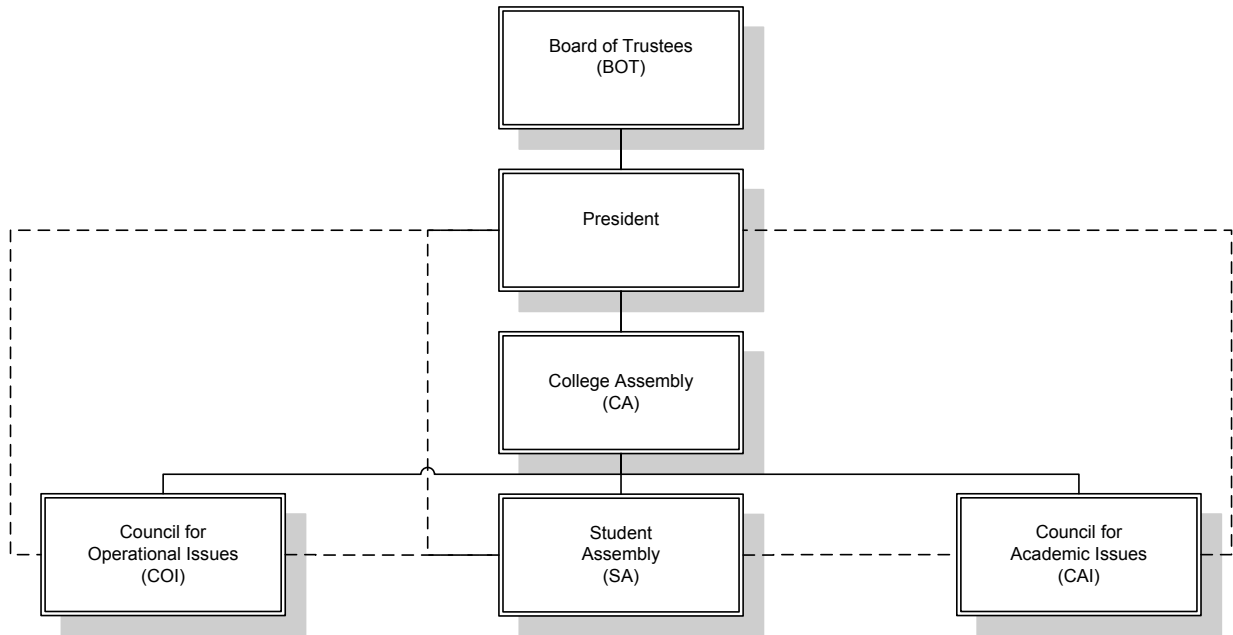 Board of Trustees
(BOT)
President
College Assembly
(CA)
Council for
Operational Issues
(COI)
Student
Assembly
(SA)
Council for
Academic Issues
(CAI)